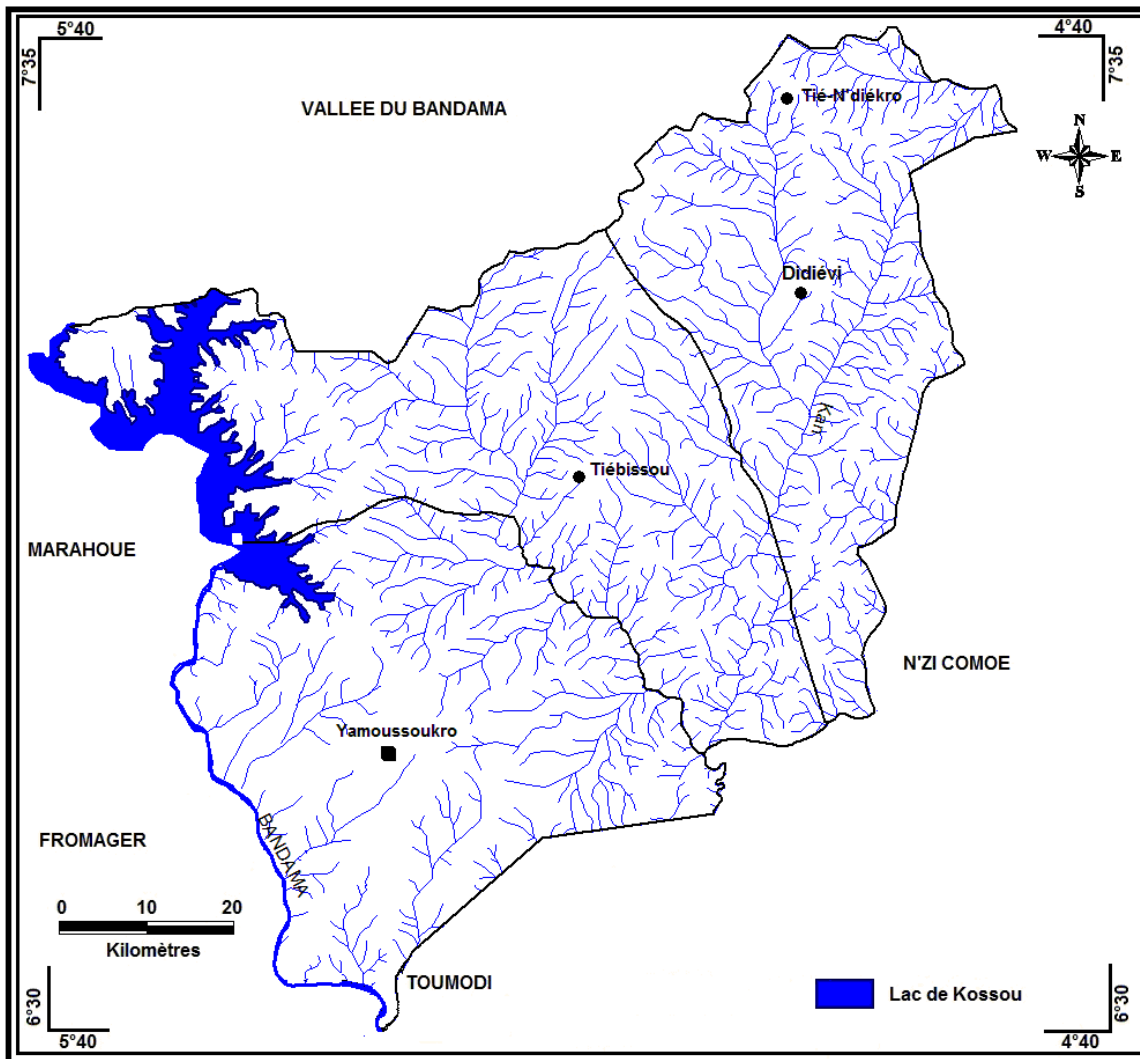 5°40
4°40
7°35
7°35
VALLEE DU BANDAMA
Tié-N'diékro
N
W E
S
Didiévi
Kan
Tiébissou
MARAHOUE
N'ZI COMOE
Yamoussoukro
BANDAMA
FROMAGER
0 10 20
Kilomètres
TOUMODI
Lac de Kossou
6°30
6°30
5°40
4°40